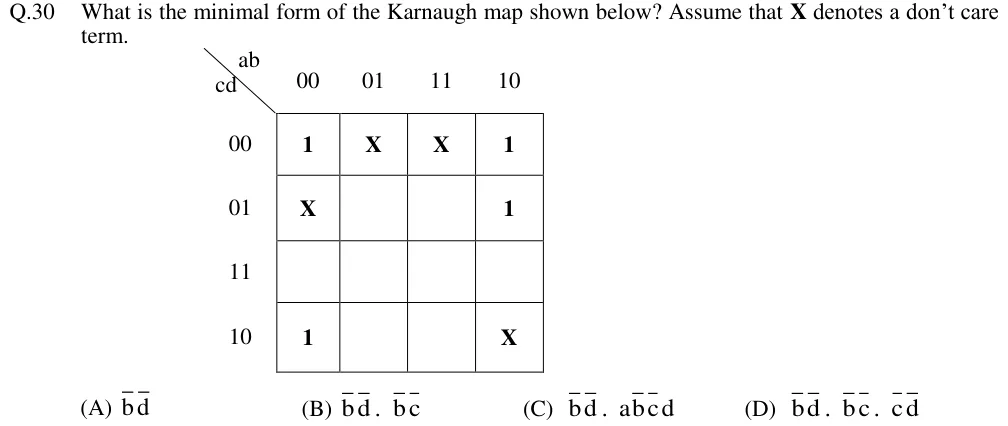 Q.30 What is the minimal form of the Karnaugh map shown below? Assume that X denotes a don't care
term.
ab
cd 00 01 11 10
00 1 X X 1
01 X 1
11
10 1 X
(A) b̅ d̅ (B) b̅ d̅ . b̅ c̅ (C) b̅ d̅ . a b̅ c̅ d (D) b̅ d̅ . b̅ c̅ . c̅ d̅